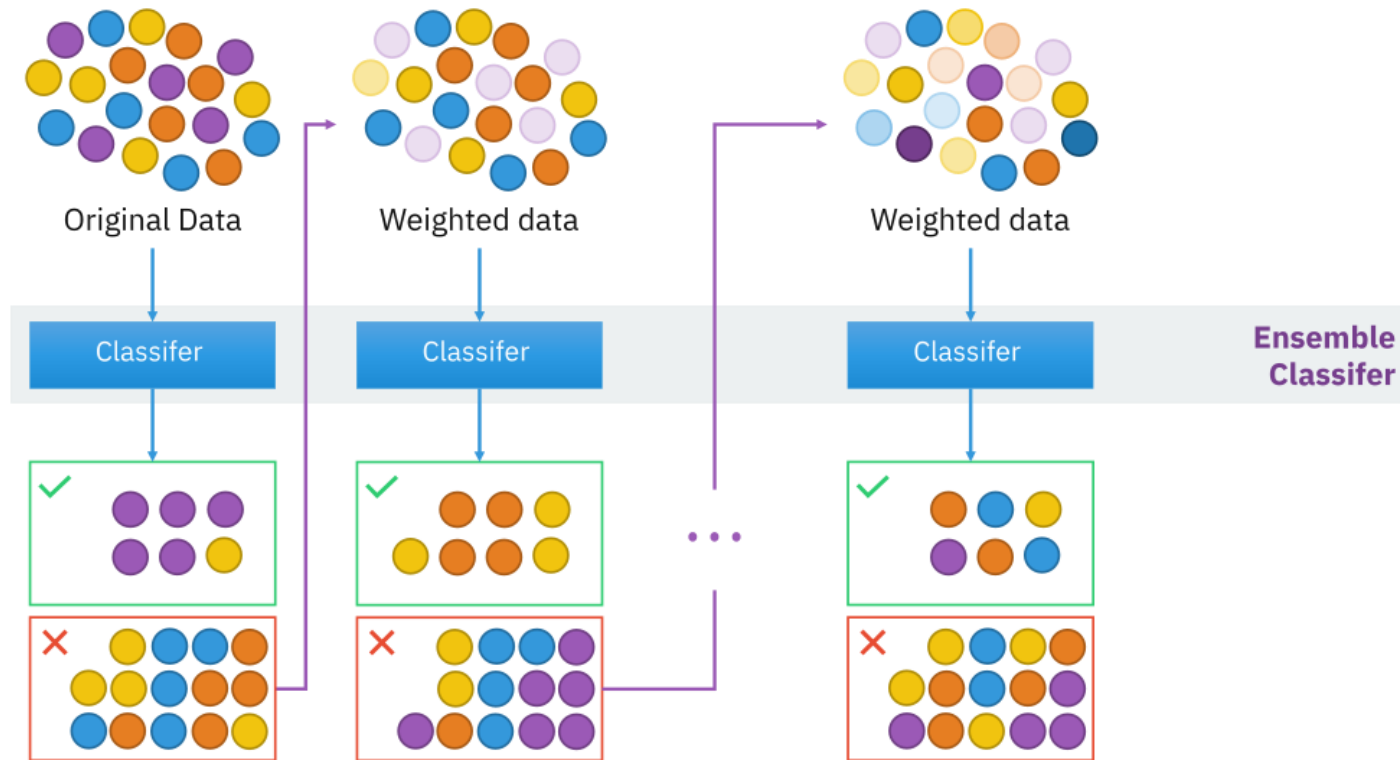 Original Data
Weighted data
Weighted data
Classifer
Classifer
Classifer
Ensemble
Classifer